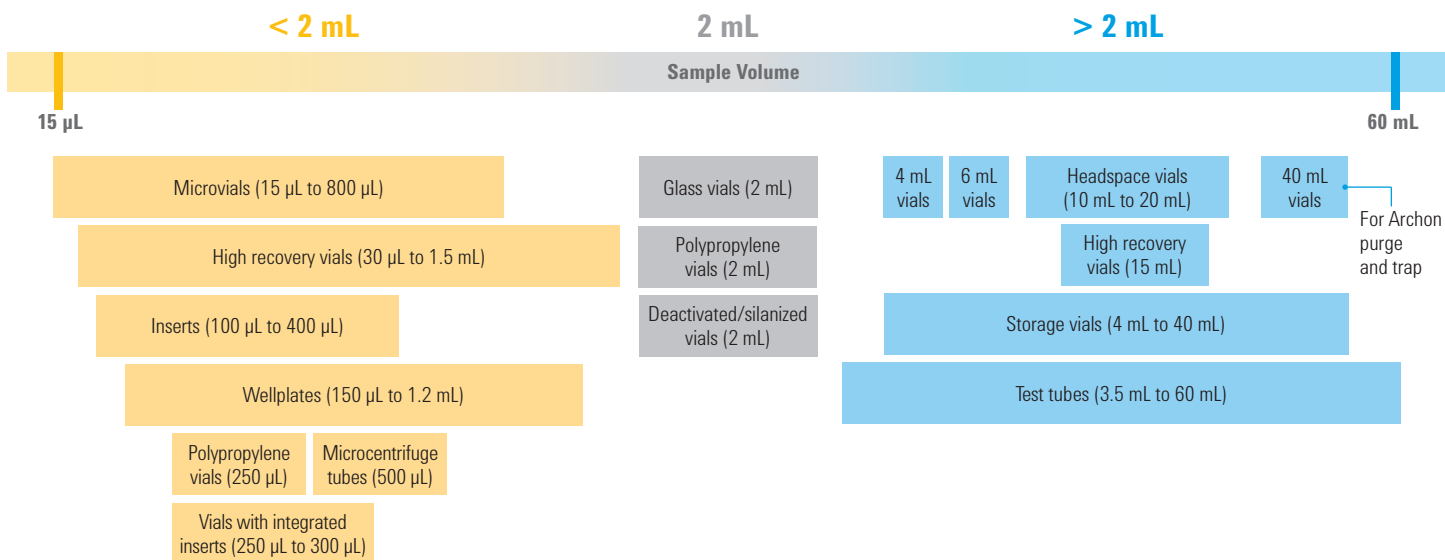 < 2 mL
2 mL
> 2 mL
Sample Volume
15 µL
60 mL
Microvials (15 µL to 800 µL)
High recovery vials (30 µL to 1.5 mL)
Inserts (100 µL to 400 µL)
Wellplates (150 µL to 1.2 mL)
Polypropylene
vials (250 µL)
Microcentrifuge
tubes (500 µL)
Vials with integrated
inserts (250 µL to 300 µL)
Glass vials (2 mL)
Polypropylene
vials (2 mL)
Deactivated/silanized
vials (2 mL)
4 mL
vials
6 mL
vials
Headspace vials
(10 mL to 20 mL)
40 mL
vials
For Archon
purge
and trap
High recovery
vials (15 mL)
Storage vials (4 mL to 40 mL)
Test tubes (3.5 mL to 60 mL)